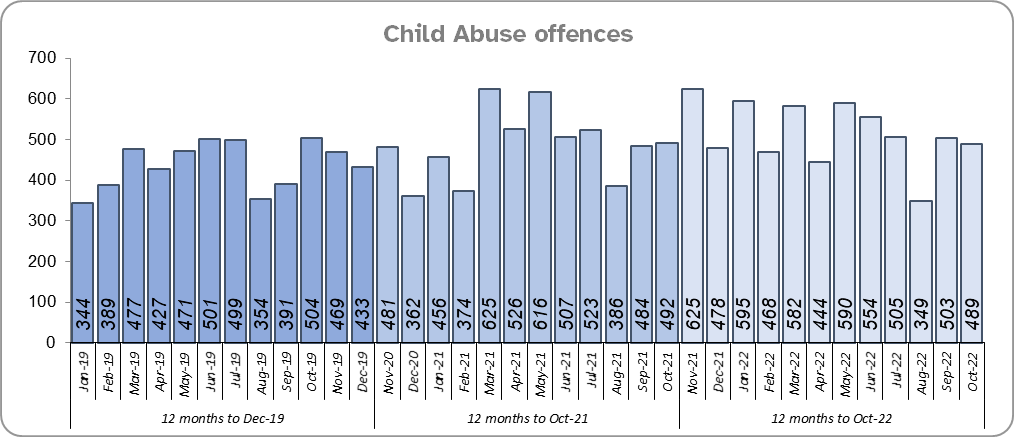 Child Abuse offences
700
600
500
400
300
200
100
0
344 389 477 427 471 501 499 354 391 504 469 433 481 362 456 374 625 526 616 507 523 386 484 492 625 478 595 468 582 444 590 554 505 349 503 489
Jan-19 Feb-19 Mar-19 Apr-19 May-19 Jun-19 Jul-19 Aug-19 Sep-19 Oct-19 Nov-19 Dec-19 Nov-20 Dec-20 Jan-21 Feb-21 Mar-21 Apr-21 May-21 Jun-21 Jul-21 Aug-21 Sep-21 Oct-21 Nov-21 Dec-21 Jan-22 Feb-22 Mar-22 Apr-22 May-22 Jun-22 Jul-22 Aug-22 Sep-22 Oct-22
12 months to Dec-19 12 months to Oct-21 12 months to Oct-22